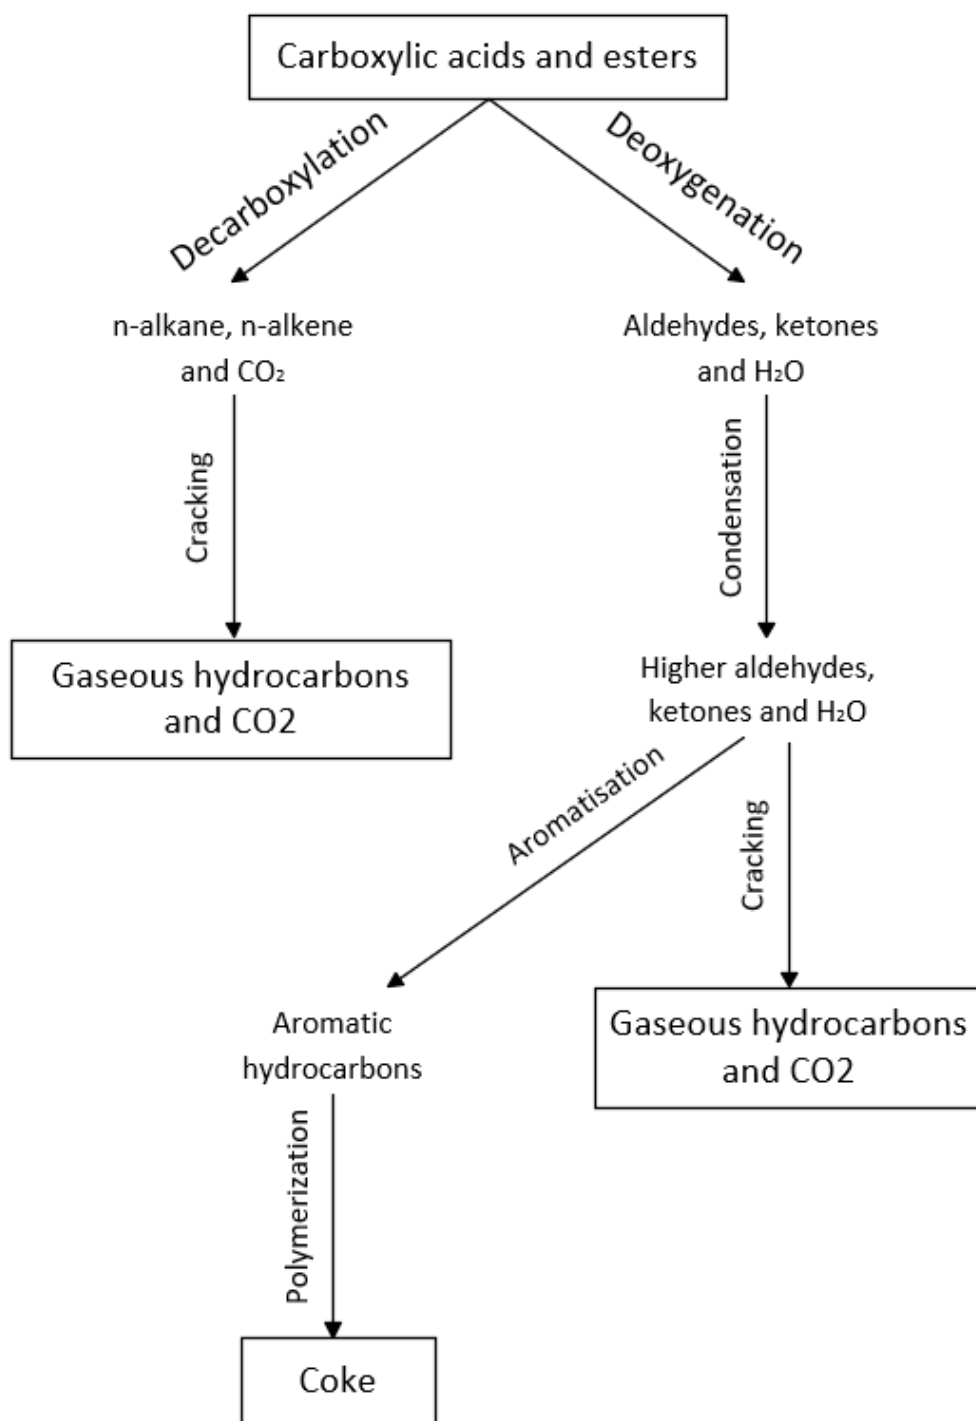 Carboxylic acids and esters
Decarboxylation
Deoxygenation
n-alkane, n-alkene
and CO₂
Aldehydes, ketones
and H₂O
Cracking
Condensation
Gaseous hydrocarbons
and CO2
Higher aldehydes,
ketones and H₂O
Aromatisation
Cracking
Aromatic
hydrocarbons
Gaseous hydrocarbons
and CO2
Polymerization
Coke